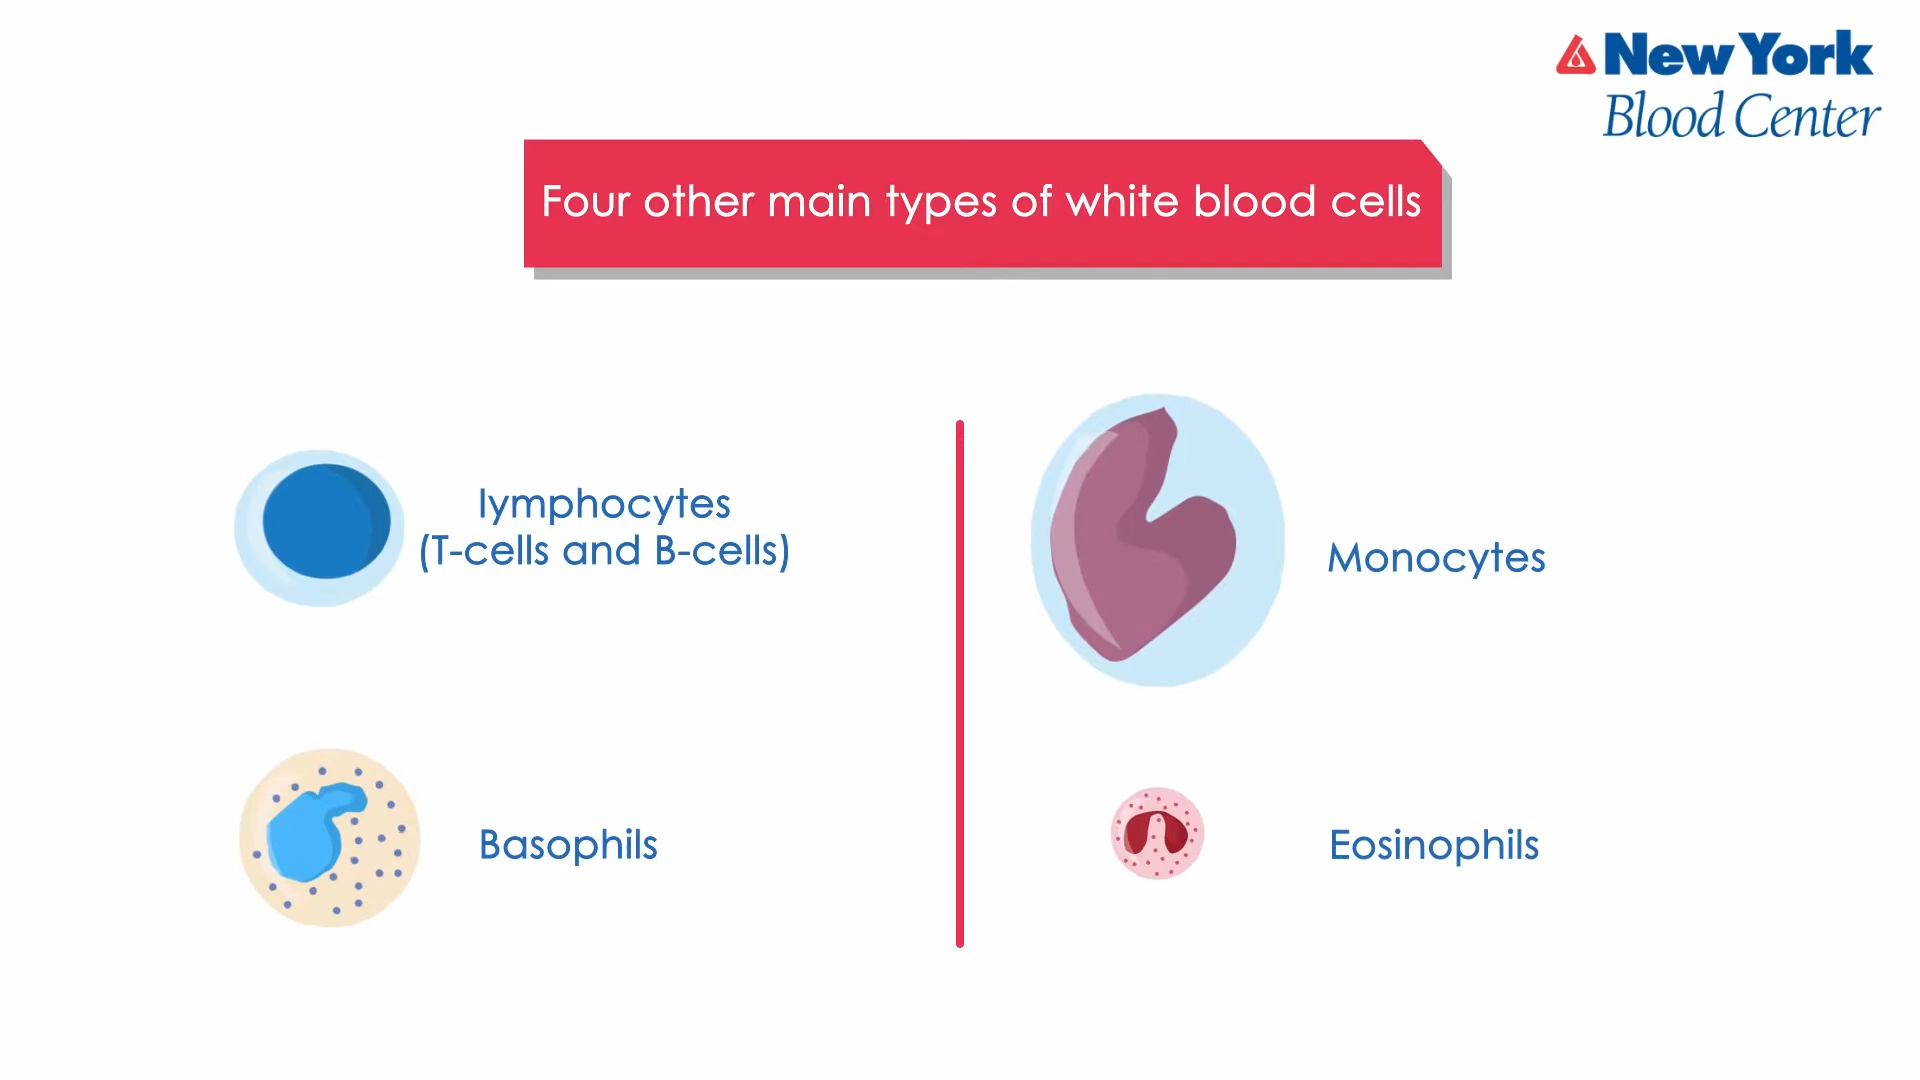 New York
Blood Center
Four other main types of white blood cells
lymphocytes
(T-cells and B-cells)
Monocytes
Basophils
Eosinophils